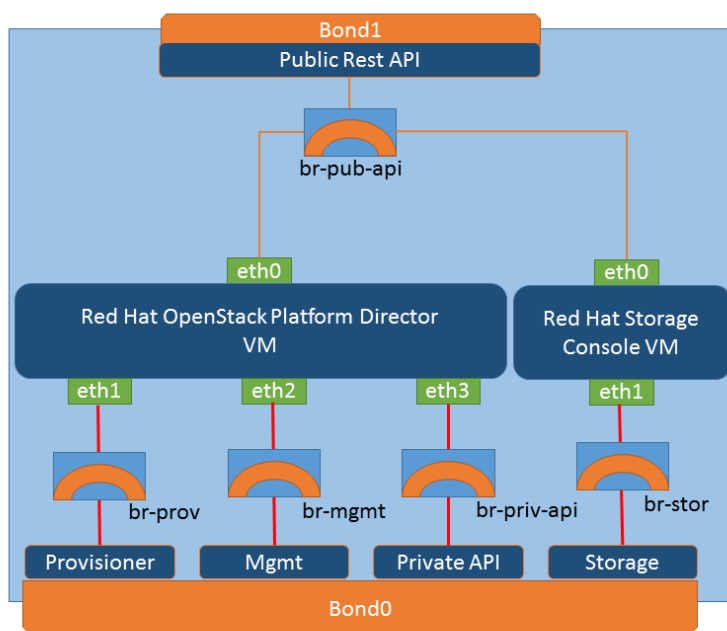 Bond1
Public Rest API
br-pub-api
eth0
eth0
Red Hat OpenStack Platform Director
VM
Red Hat Storage
Console VM
eth1
eth2
eth3
eth1
br-prov
br-mgmt
br-priv-api
br-stor
Provisioner
Mgmt
Private API
Storage
Bond0